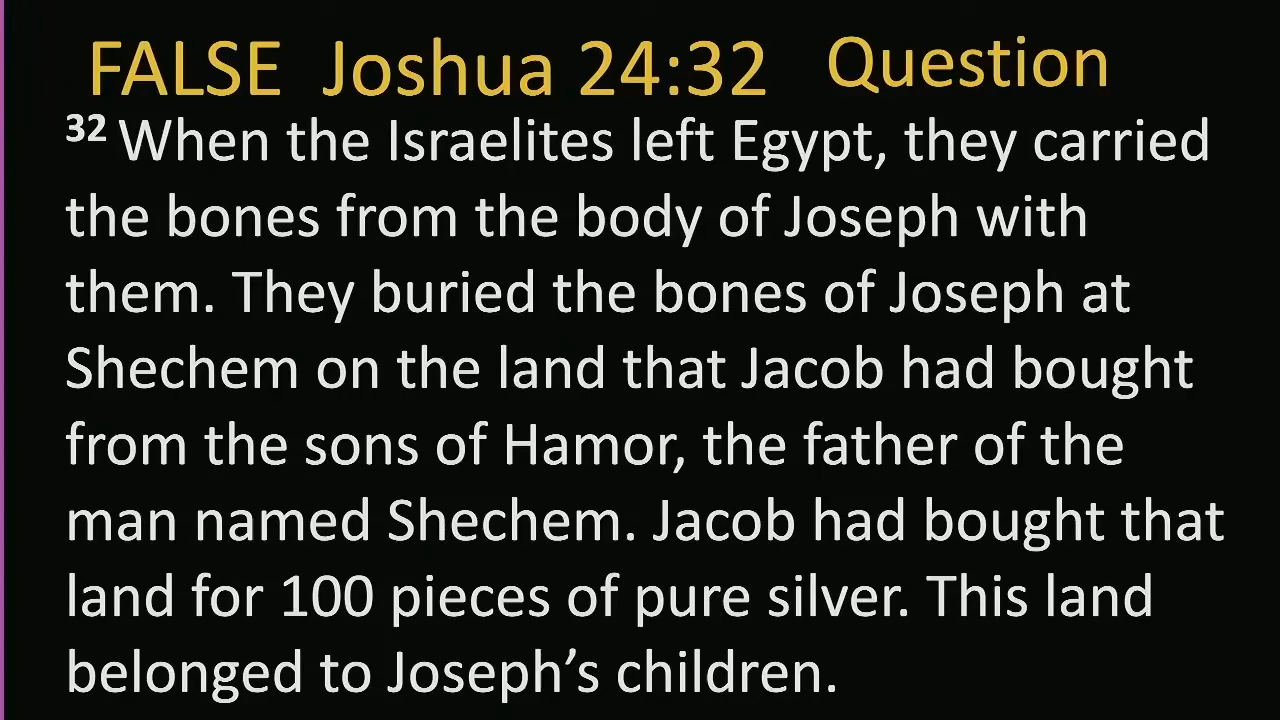 FALSE Joshua 24:32 Question
32 When the Israelites left Egypt, they carried
the bones from the body of Joseph with
them. They buried the bones of Joseph at
Shechem on the land that Jacob had bought
from the sons of Hamor, the father of the
man named Shechem. Jacob had bought that
land for 100 pieces of pure silver. This land
belonged to Joseph’s children.